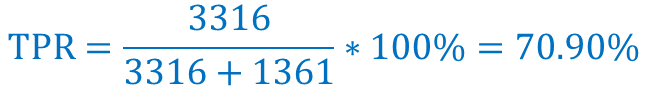 TPR = 3316 / (3316 + 1361) * 100% = 70.90%